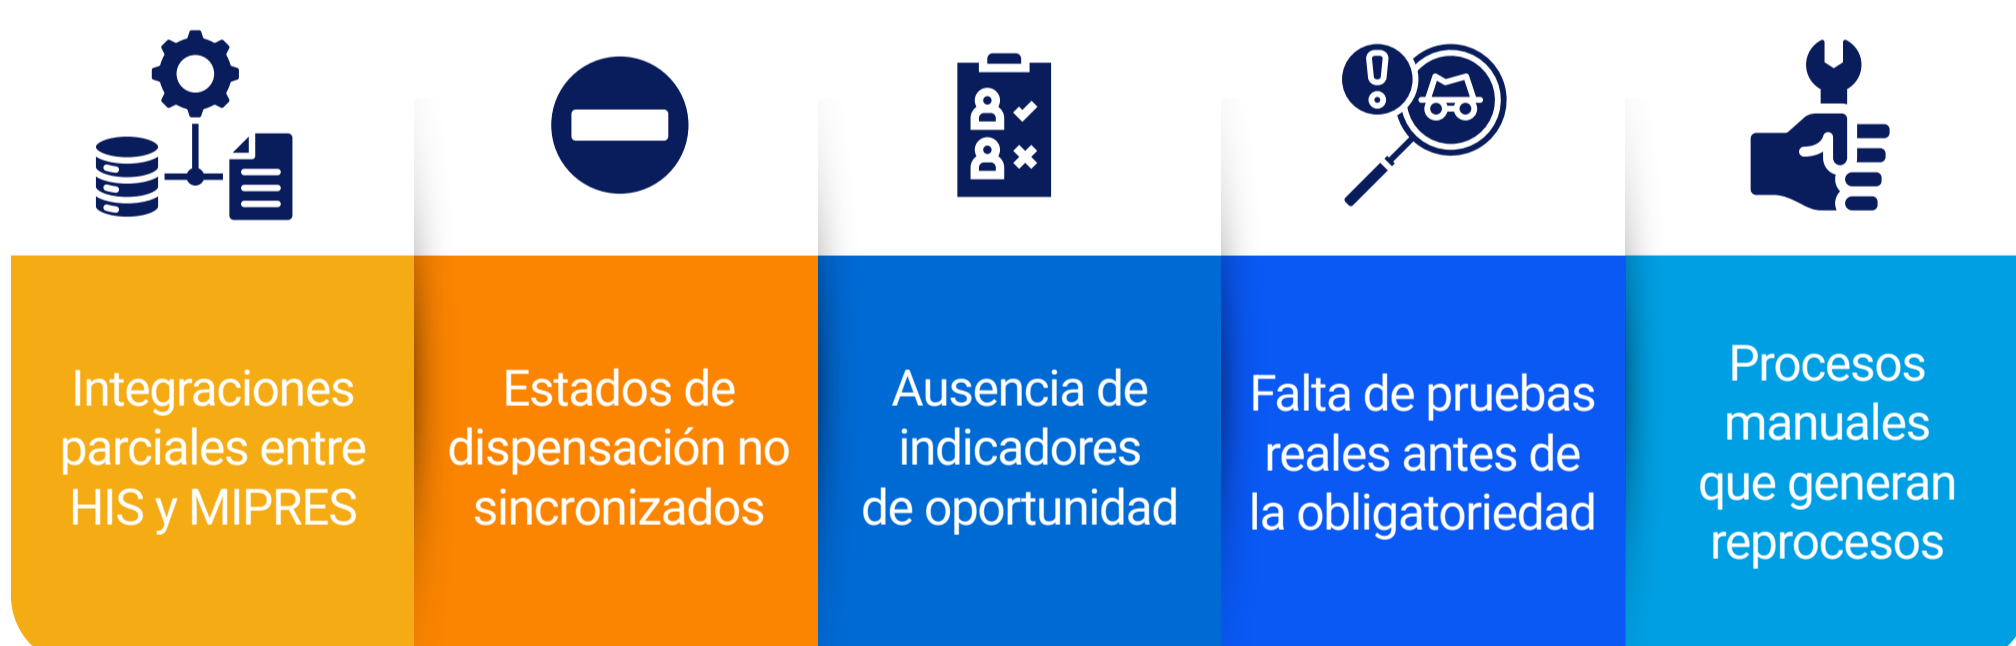 Integraciones
parciales entre
HIS y MIPRES
Estados de
dispensación no
sincronizados
Ausencia de
indicadores
de oportunidad
Falta de pruebas
reales antes de
la obligatoriedad
Procesos
manuales
que generan
reprocesos